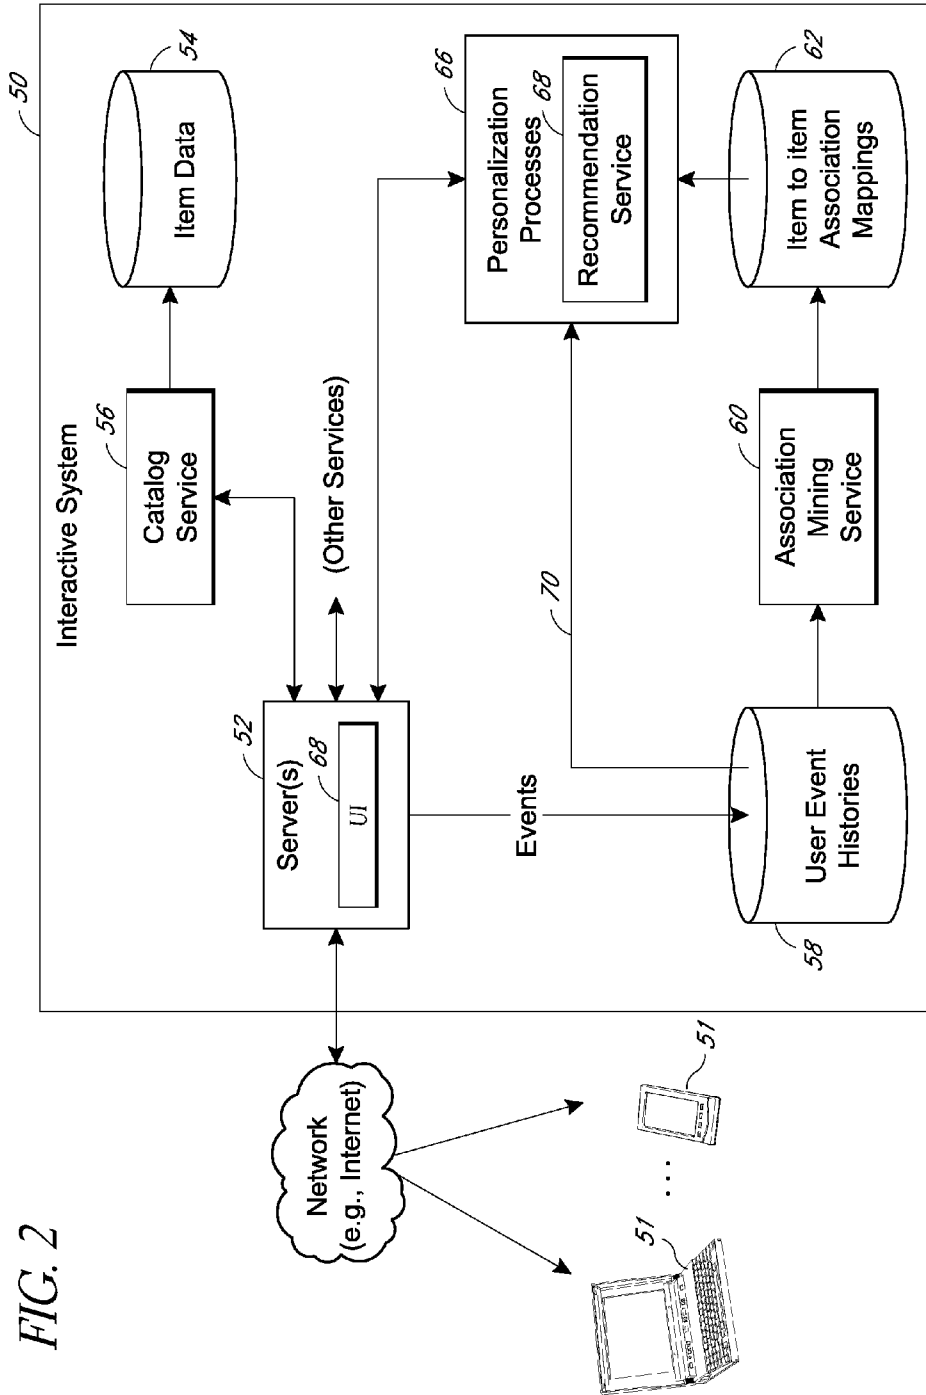 FIG. 2
50
Interactive System
56
Catalog
Service
54
Item Data
52
Server(s)
68
UI
(Other Services)
Network
(e.g., Internet)
51
51
Events
70
66
Personalization
Processes
68
Recommendation
Service
58
User Event
Histories
60
Association
Mining
Service
62
Item to item
Association
Mappings